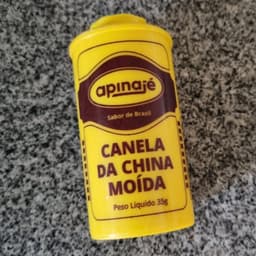 apinajé
Sabor do Brasil
CANELA
DA CHINA
MOÍDA
Peso Líquido 35g